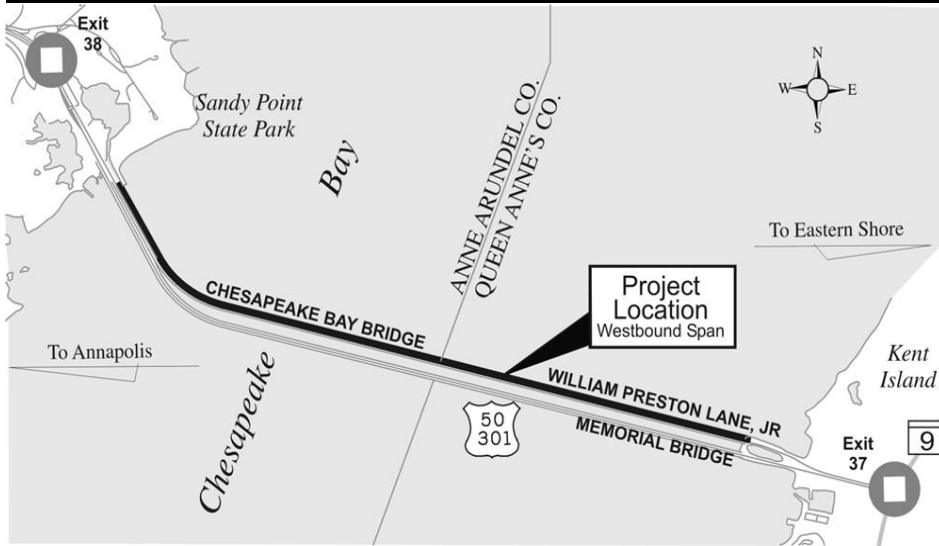 Exit
38
Sandy Point
State Park
Bay
ANNE ARUNDEL CO.
QUEEN ANNE'S CO.
N
W
E
S
To Eastern Shore
Project
Location
Westbound Span
CHESAPEAKE BAY BRIDGE
To Annapolis
Chesapeake
WILLIAM PRESTON LANE, JR
MEMORIAL BRIDGE
50
301
Kent
Island
Exit
37
9